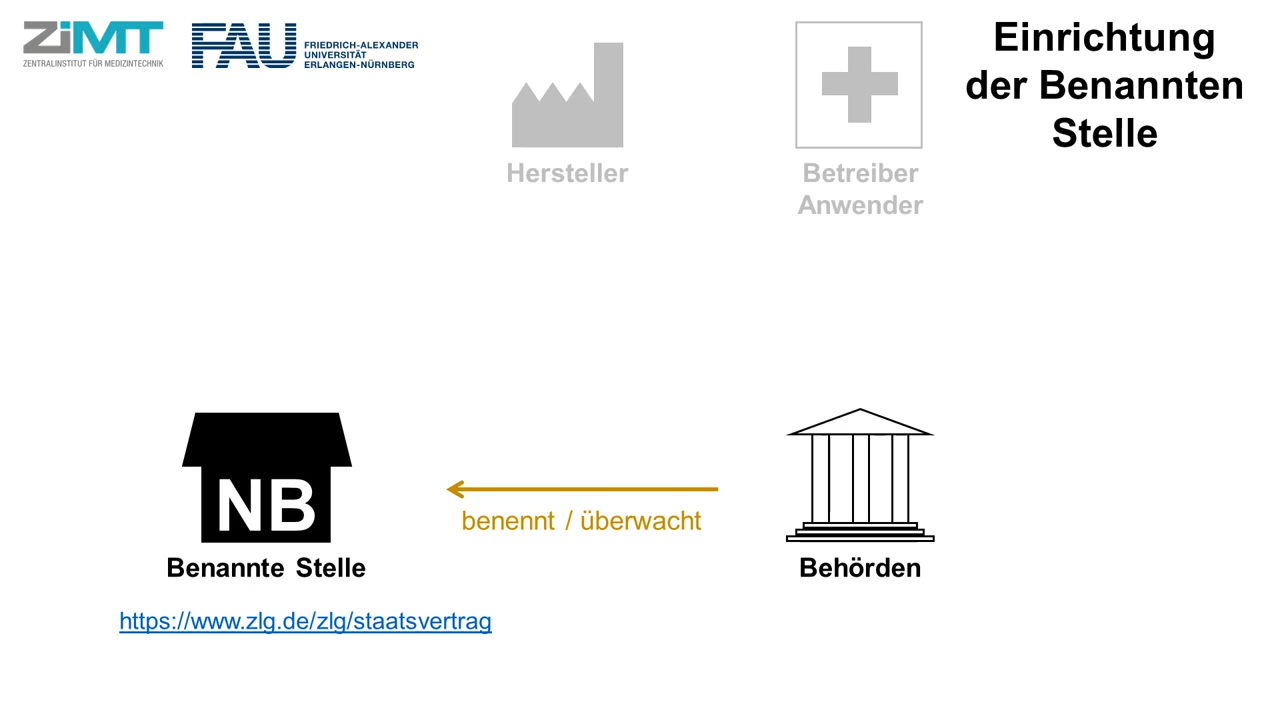 ZiMT
ZENTRALINSTITUT FÜR MEDIZINTECHNIK
FAU
FRIEDRICH-ALEXANDER
UNIVERSITÄT
ERLANGEN-NÜRNBERG
Einrichtung
der Benannten
Stelle
Hersteller
Betreiber
Anwender
NB
Benannte Stelle
benennt / überwacht
Behörden
https://www.zlg.de/zlg/staatsvertrag